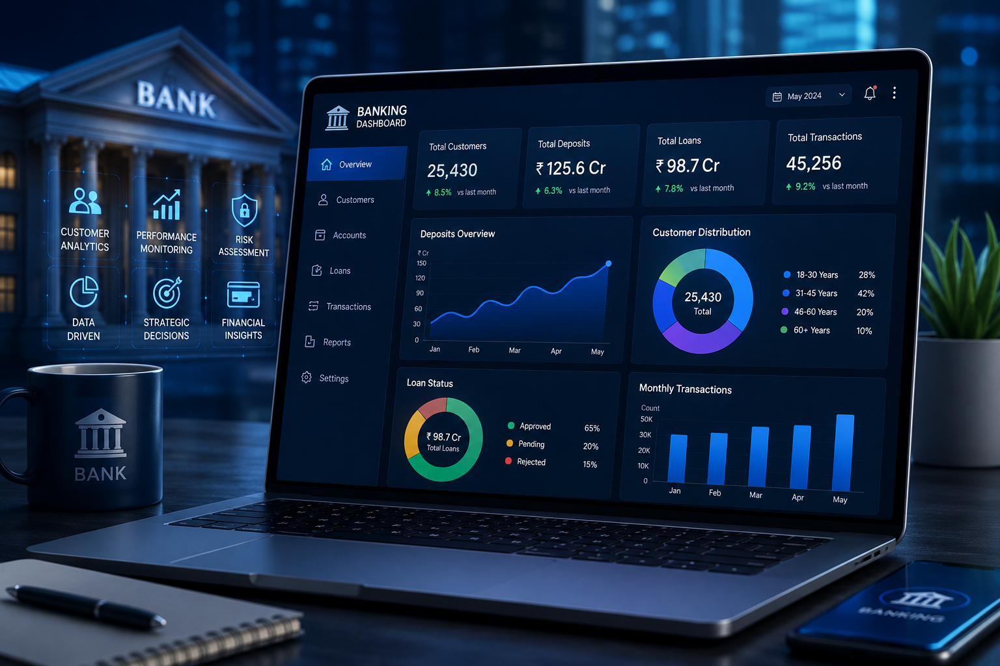 BANK
CUSTOMER
ANALYTICS
PERFORMANCE
MONITORING
RISK
ASSESSMENT
DATA
DRIVEN
STRATEGIC
DECISIONS
FINANCIAL
INSIGHTS
BANK
BANKING
DASHBOARD
May 2024
Overview
Customers
Accounts
Loans
Transactions
Reports
Settings
Total Customers
25,430
8.5% vs last month
Total Deposits
₹ 125.6 Cr
6.3% vs last month
Total Loans
₹ 98.7 Cr
7.8% vs last month
Total Transactions
45,256
9.2% vs last month
Deposits Overview
₹ Cr
150
120
90
60
30
0
Jan Feb Mar Apr May
Customer Distribution
25,430
Total
18-30 Years 28%
31-45 Years 42%
46-60 Years 20%
60+ Years 10%
Loan Status
₹ 98.7 Cr
Total Loans
Approved 65%
Pending 20%
Rejected 15%
Monthly Transactions
Count
50K
30K
20K
10K
0
Jan Feb Mar Apr May
BANKING